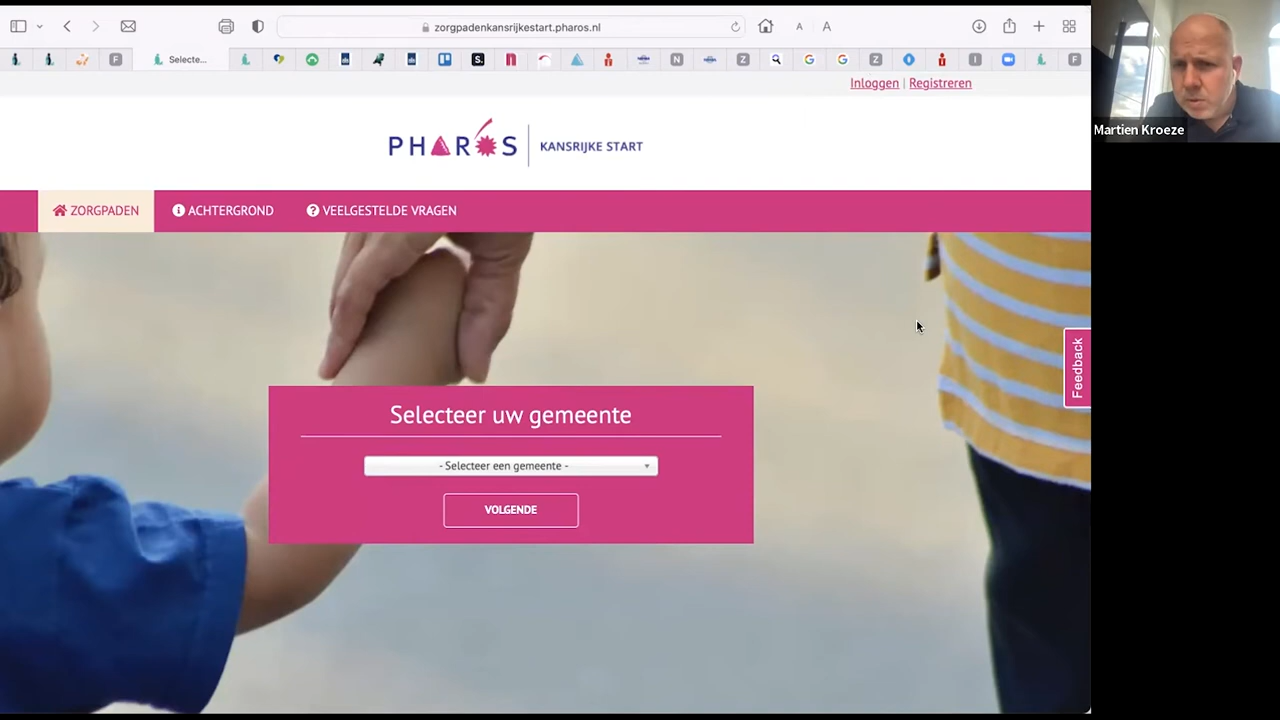 zorgpadenkansrijkestart.pharos.nl
A A
Selecte...
Inloggen | Registreren
PHAROS KANSRIJKE START
ZORGPADEN ACHTERGROND VEELGESTELDE VRAGEN
Martien Kroeze
Feedback
Selecteer uw gemeente
- Selecteer een gemeente -
VOLGENDE